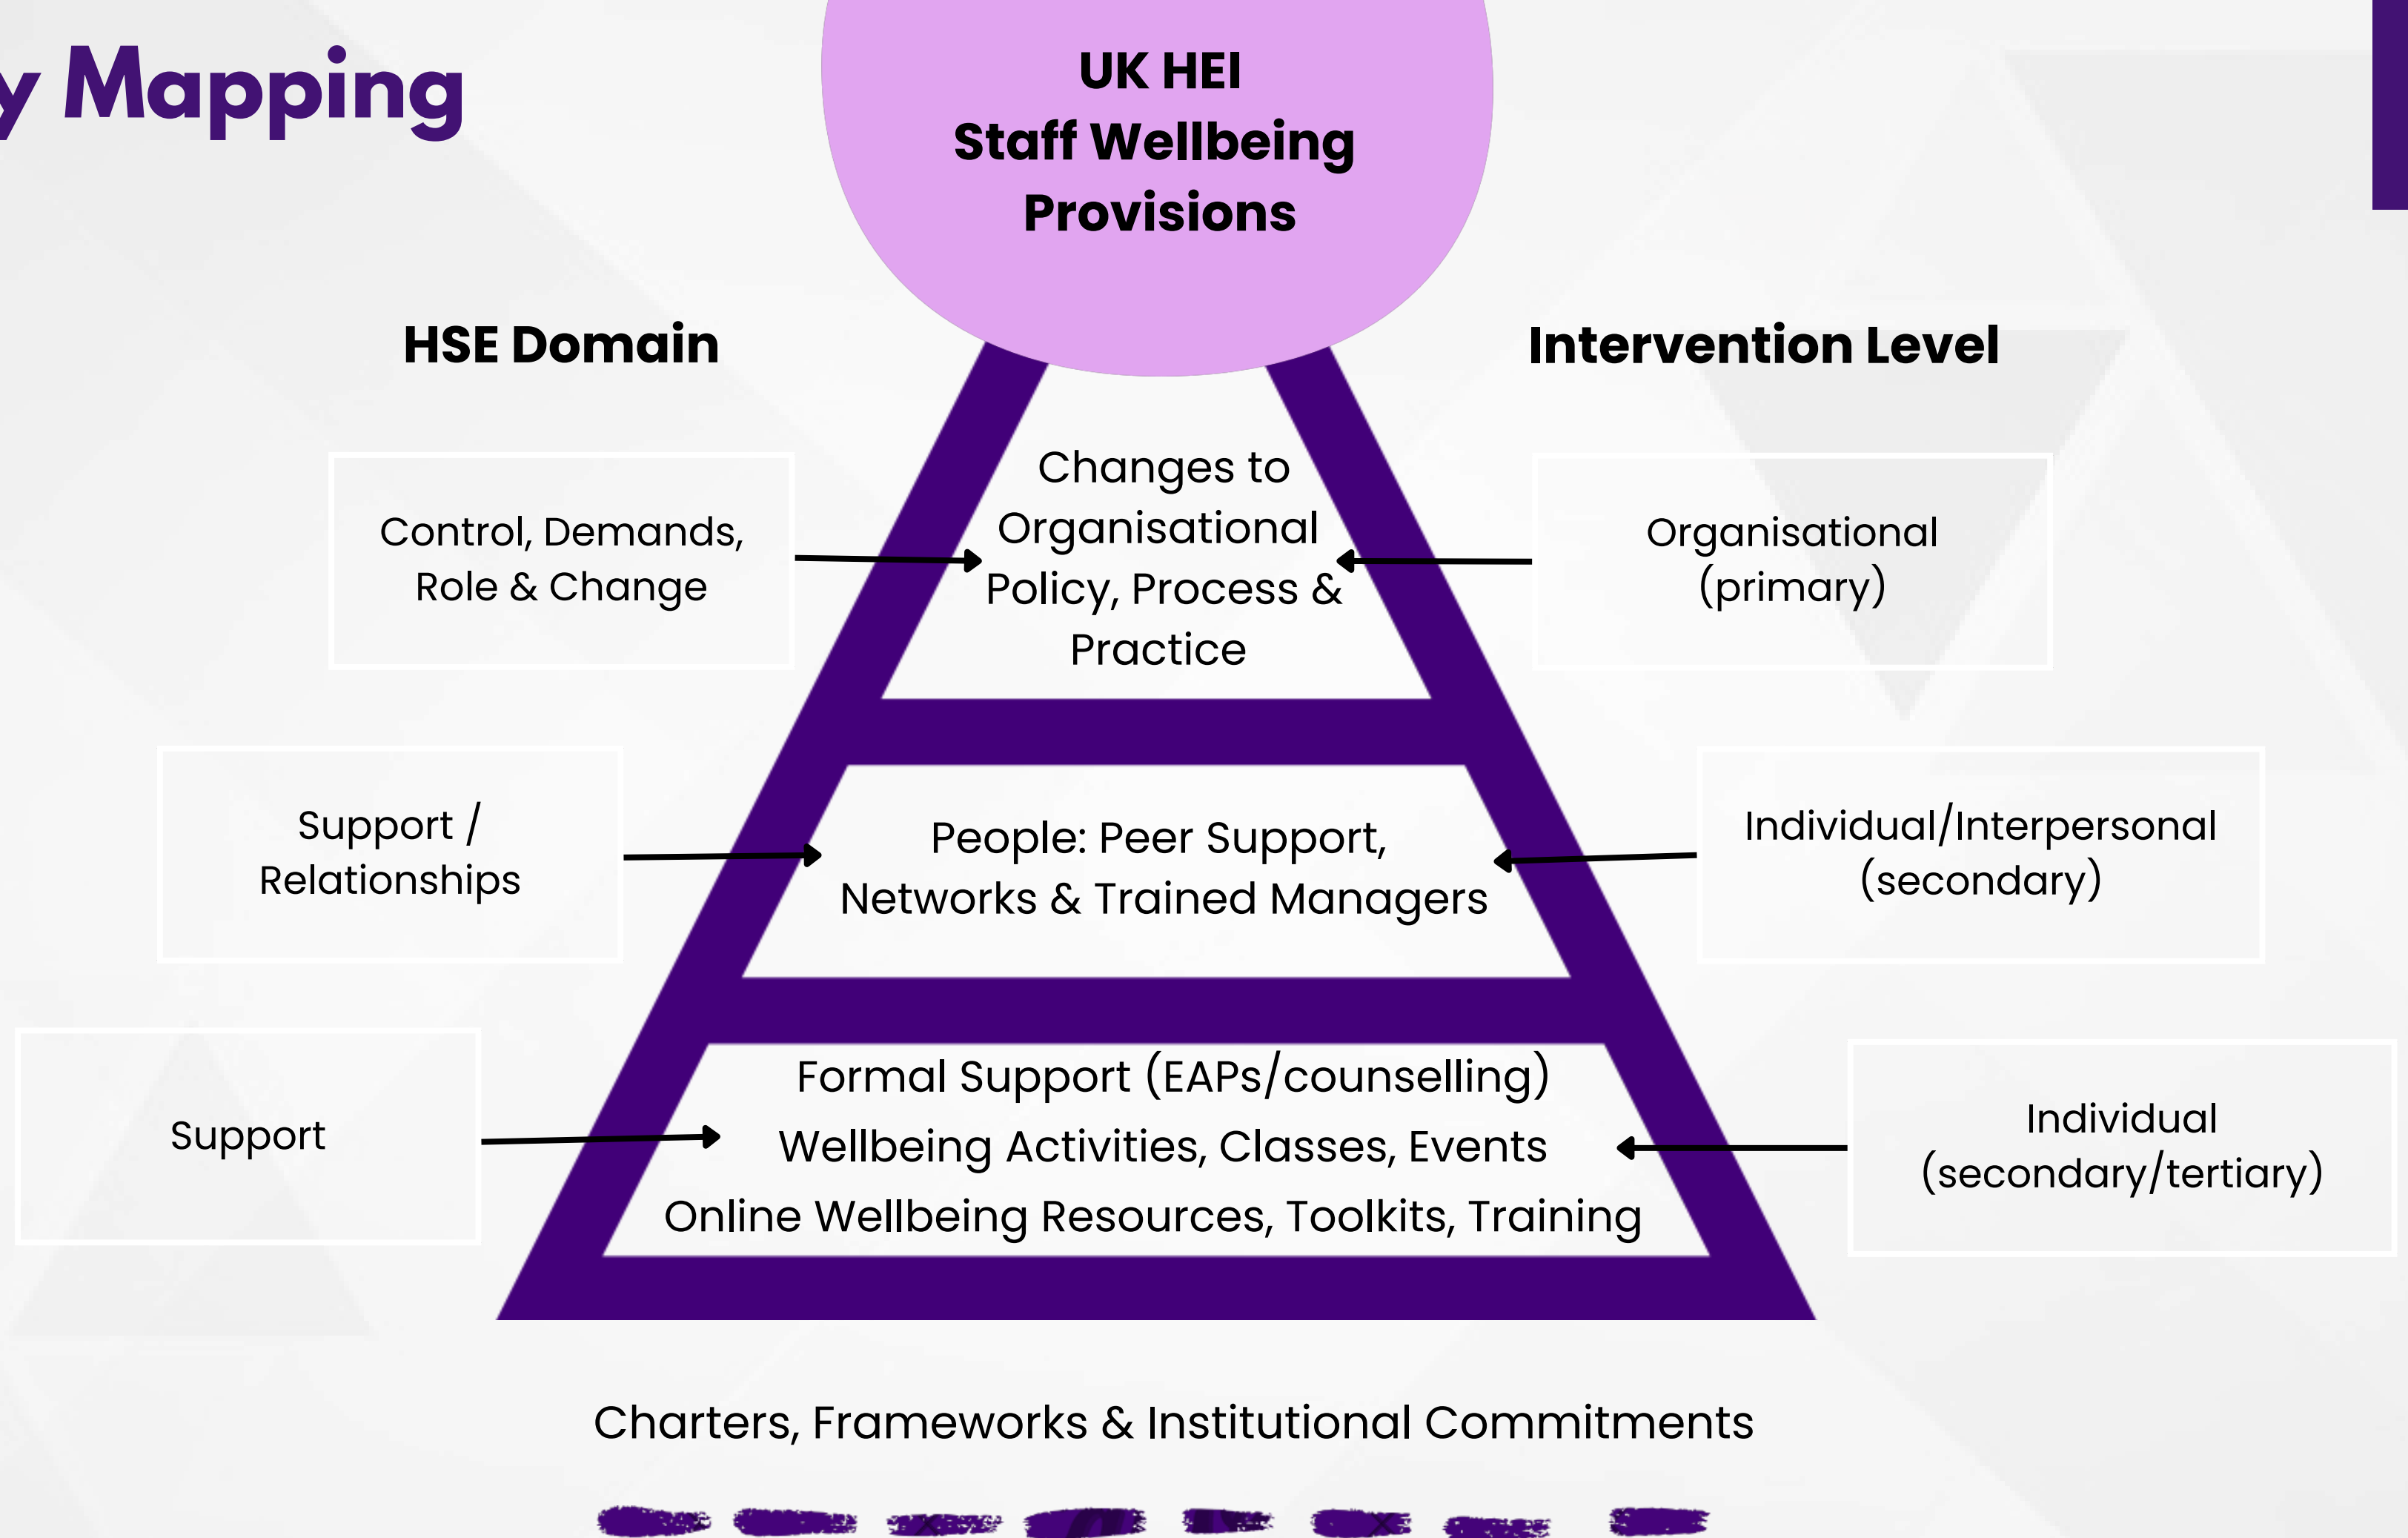 y Mapping
UK HEI
Staff Wellbeing
Provisions
HSE Domain
Intervention Level
Control, Demands,
Role & Change
Changes to
Organisational
Policy, Process &
Practice
Organisational
(primary)
Support /
Relationships
People: Peer Support,
Networks & Trained Managers
Individual/Interpersonal
(secondary)
Support
Formal Support (EAPs/counselling)
Wellbeing Activities, Classes, Events
Online Wellbeing Resources, Toolkits, Training
Individual
(secondary/tertiary)
Charters, Frameworks & Institutional Commitments